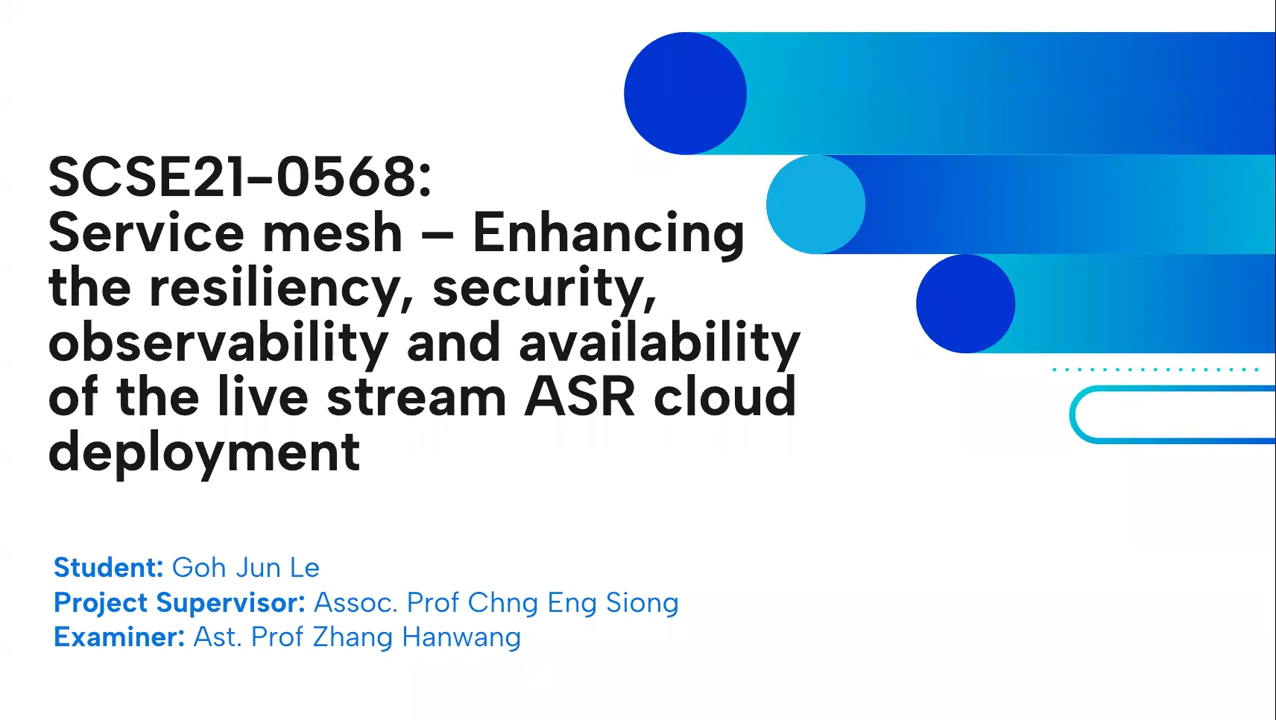 SCSE21-0568:
Service mesh – Enhancing
the resiliency, security,
observability and availability
of the live stream ASR cloud
deployment
Student: Goh Jun Le
Project Supervisor: Assoc. Prof Chng Eng Siong
Examiner: Ast. Prof Zhang Hanwang